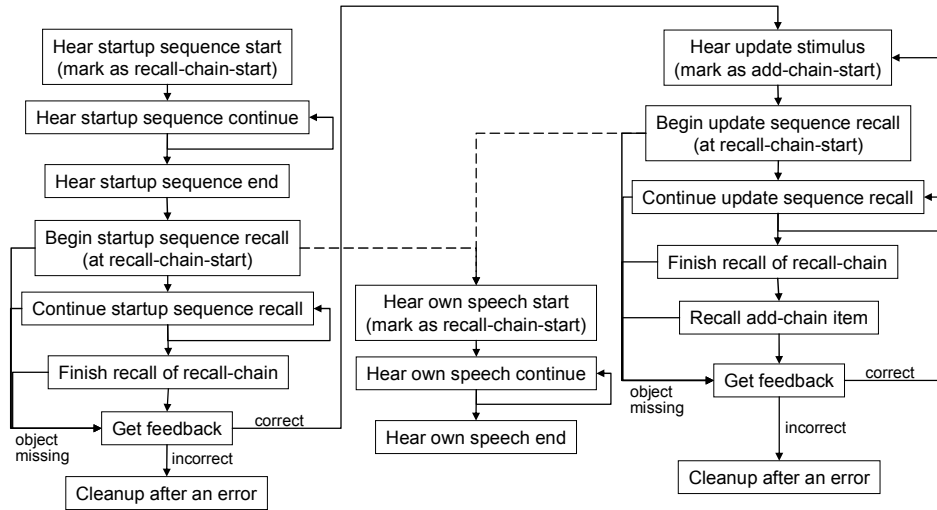 Hear startup sequence start
(mark as recall-chain-start)
Hear startup sequence continue
Hear startup sequence end
Begin startup sequence recall
(at recall-chain-start)
Continue startup sequence recall
Finish recall of recall-chain
Get feedback
correct
object
missing
incorrect
Cleanup after an error
Hear own speech start
(mark as recall-chain-start)
Hear own speech continue
Hear own speech end
Hear update stimulus
(mark as add-chain-start)
Begin update sequence recall
(at recall-chain-start)
Continue update sequence recall
Finish recall of recall-chain
Recall add-chain item
Get feedback
correct
object
missing
incorrect
Cleanup after an error